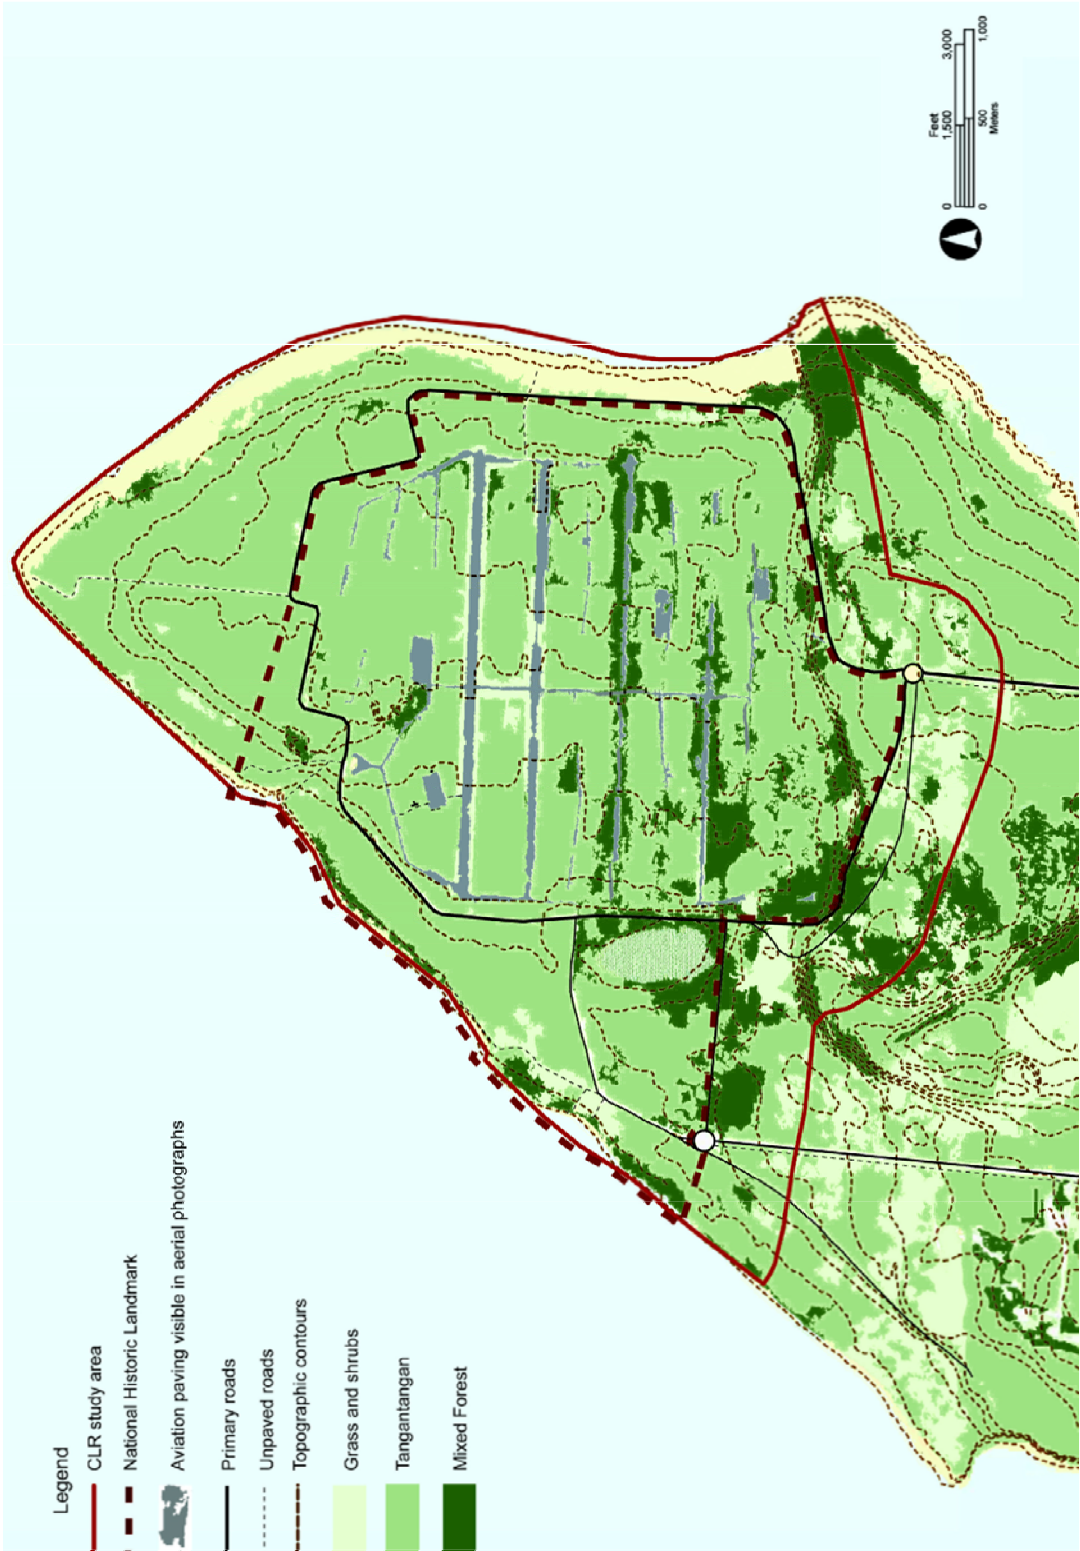 Legend
CLR study area
National Historic Landmark
Aviation paving visible in aerial photographs
Primary roads
Unpaved roads
Topographic contours
Grass and shrubs
Tangantangan
Mixed Forest
Feet
0 1,500 3,000
0 500 1,000
Meters